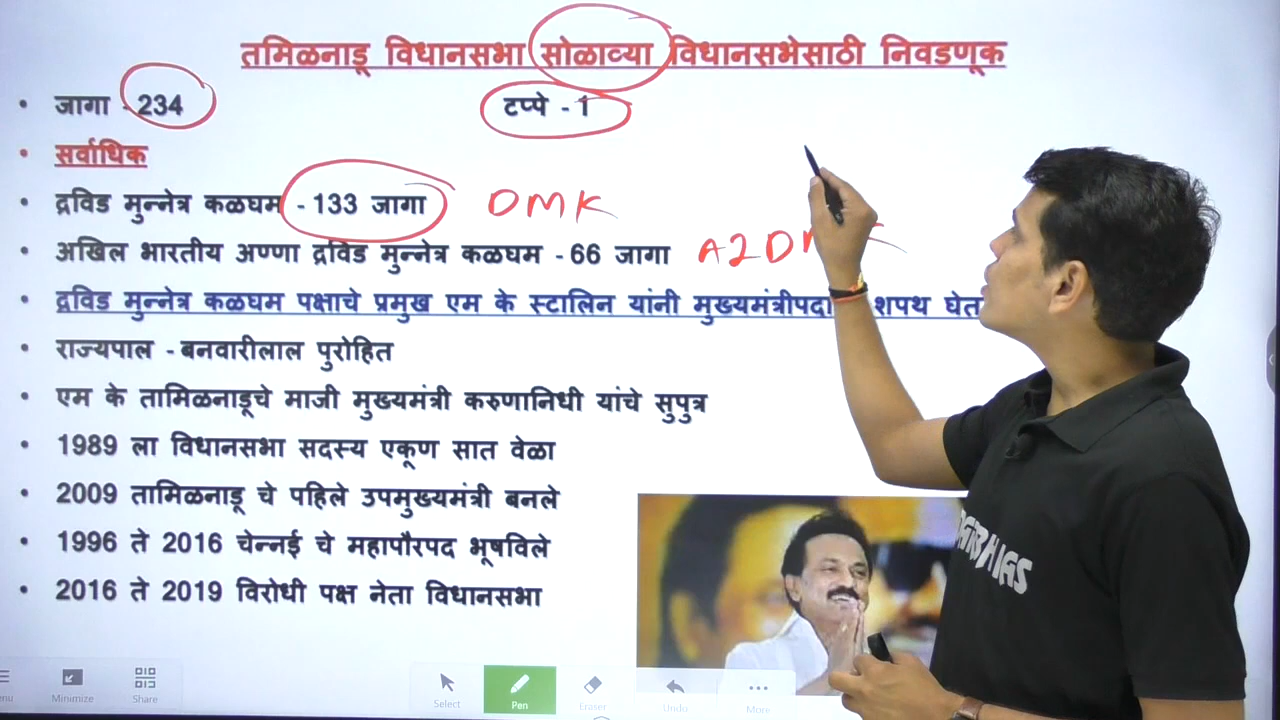 तमिळनाडू विधानसभा सोळाव्या विधानसभेसाठी निवडणूक
जागा - 234 टप्पे - 1
सर्वाधिक
द्रविड मुन्नेत्र कळघम - 133 जागा DMK
अखिल भारतीय अण्णा द्रविड मुन्नेत्र कळघम - 66 जागा
द्रविड मुन्नेत्र कळघम पक्षाचे प्रमुख एम के स्टालिन यांनी शपथ
राज्यपाल - बनवारीलाल पुरोहित
एम के तामिळनाडूचे माजी मुख्यमंत्री करुणानिधी यांचे सुपुत्र
1989 ला विधानसभा सदस्य एकूण सात वेळा
2009 तामिळनाडू चे पहिले उपमुख्यमंत्री बनले
1996 ते 2016 चेन्नई चे महापौरपद भूषविले
2016 ते 2019 विरोधी पक्ष नेता विधानसभा
Minimize Share Select Pen Eraser Undo More